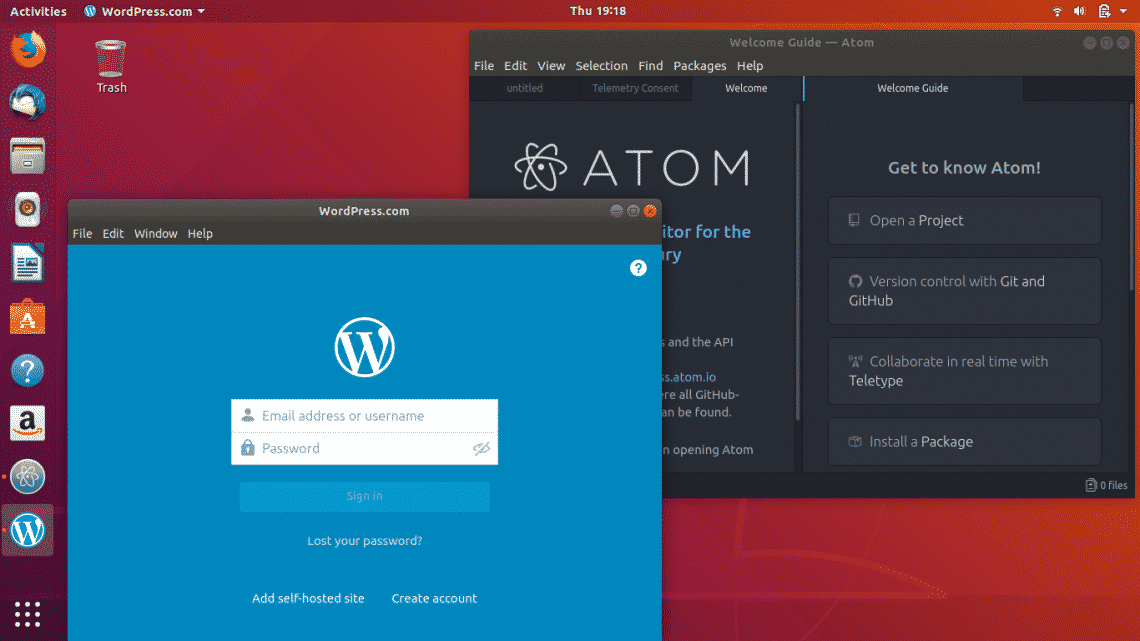 Activities
WordPress.com
Thu 19:18
Trash
Welcome Guide — Atom
File Edit View Selection Find Packages Help
untitled
Telemetry Consent
Welcome
Welcome Guide
ATOM
itor for the
ry
s and the API
ss.atom.io
ere all GitHub-
an be found.
n opening Atom
Get to know Atom!
Open a Project
Version control with Git and
GitHub
Collaborate in real time with
Teletype
Install a Package
0 files
WordPress.com
File Edit Window Help
?
W
Email address or username
Password
Sign In
Lost your password?
Add self-hosted site
Create account
A
?
a
W